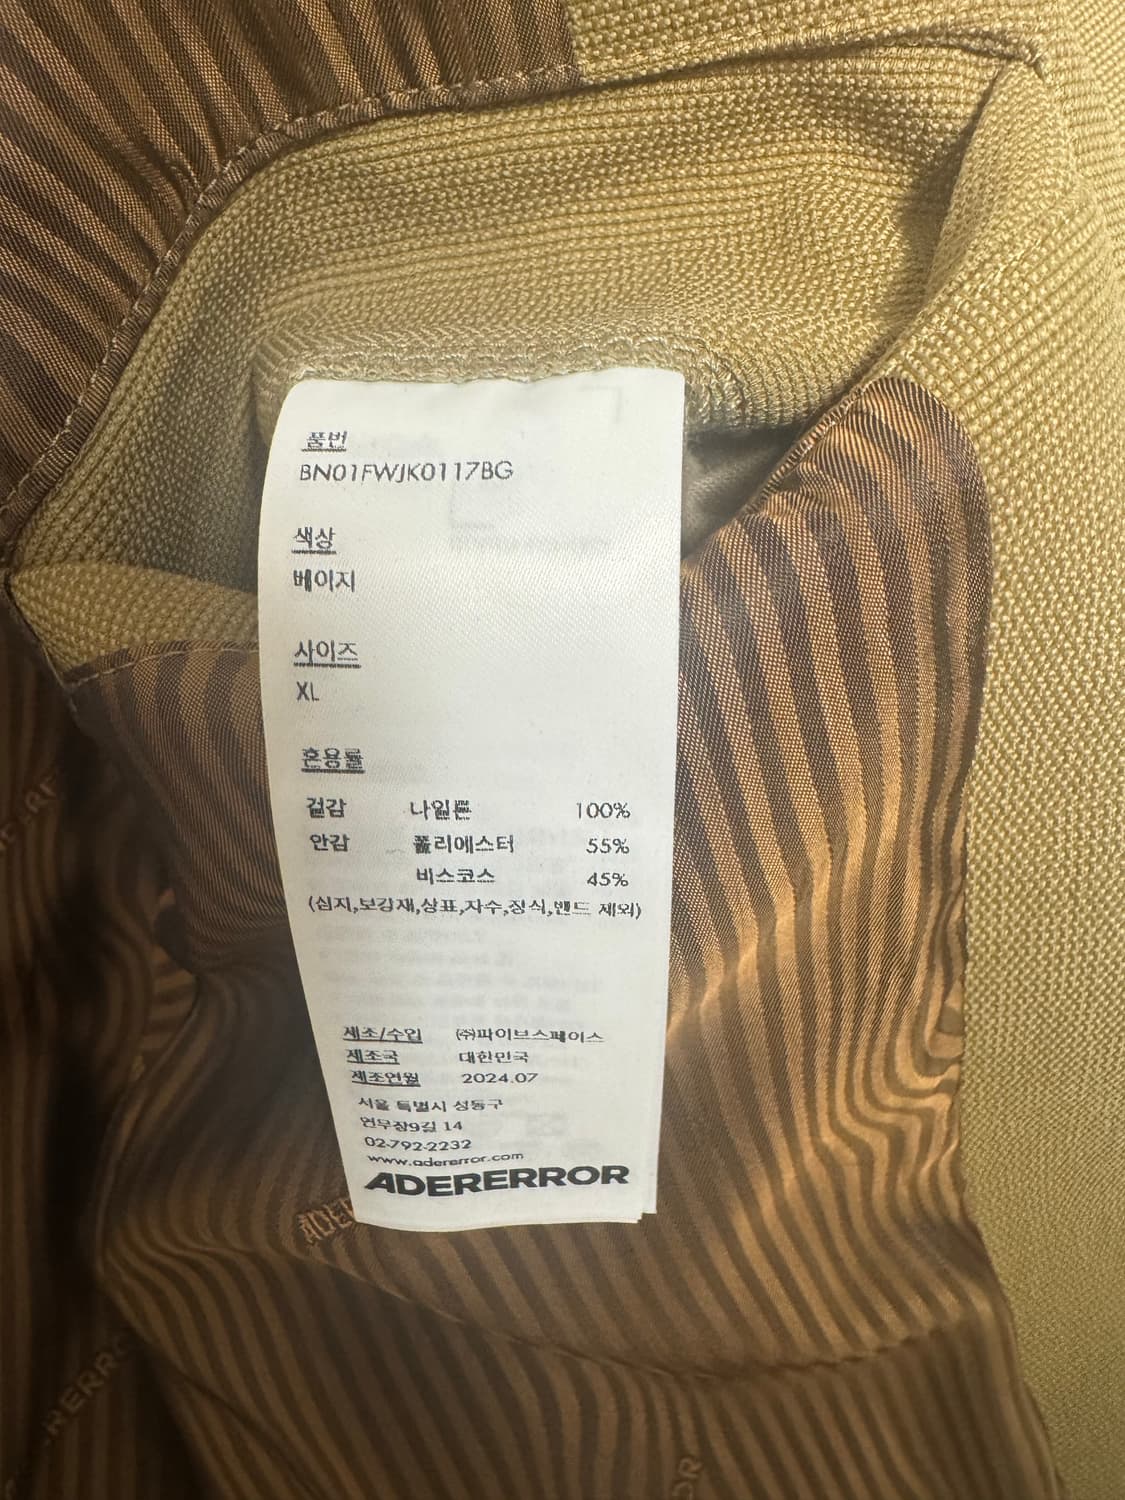 품번
BN01FWJK0117BG
색상
베이지
사이즈
XL
혼용률
겉감 나일론 100%
안감 폴리에스터 55%
비스코스 45%
(심지,보강재,상표,자수,장식,밴드 제외)
제조/수입 ㈜파이브스페이스
제조국 대한민국
제조연월 2024.07
서울 특별시 성동구
연무장9길 14
02-792-2232
www.adererror.com
ADERERROR